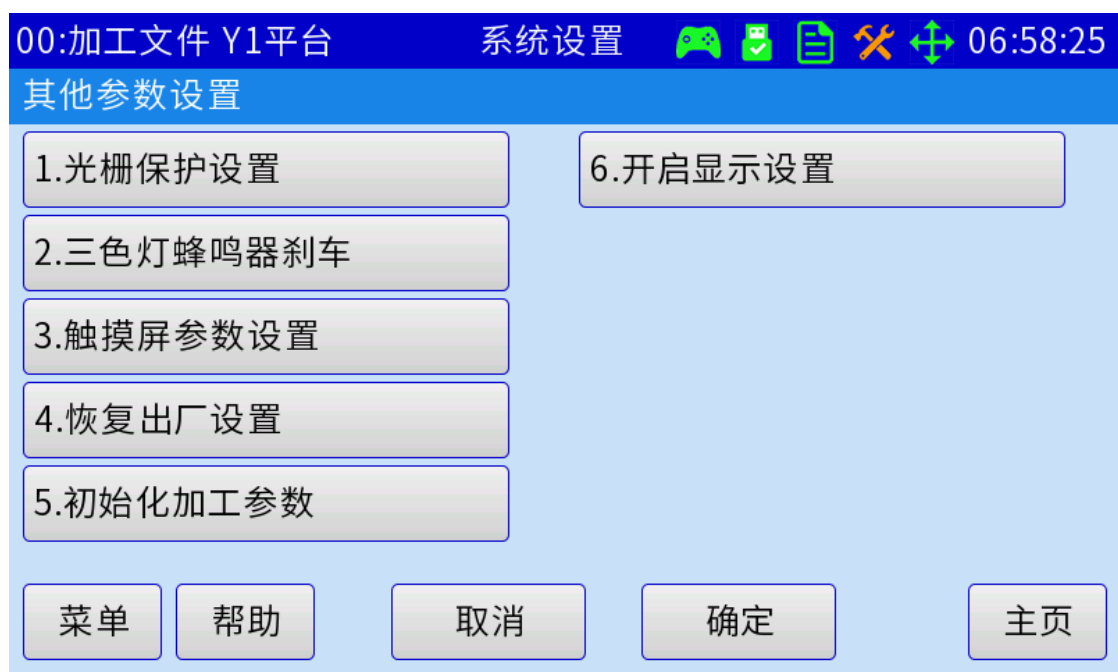 00:加工文件 Y1平台 系统设置 06:58:25
其他参数设置
1.光栅保护设置 6.开启显示设置
2.三色灯蜂鸣器刹车
3.触摸屏参数设置
4.恢复出厂设置
5.初始化加工参数
菜单 帮助 取消 确定 主页